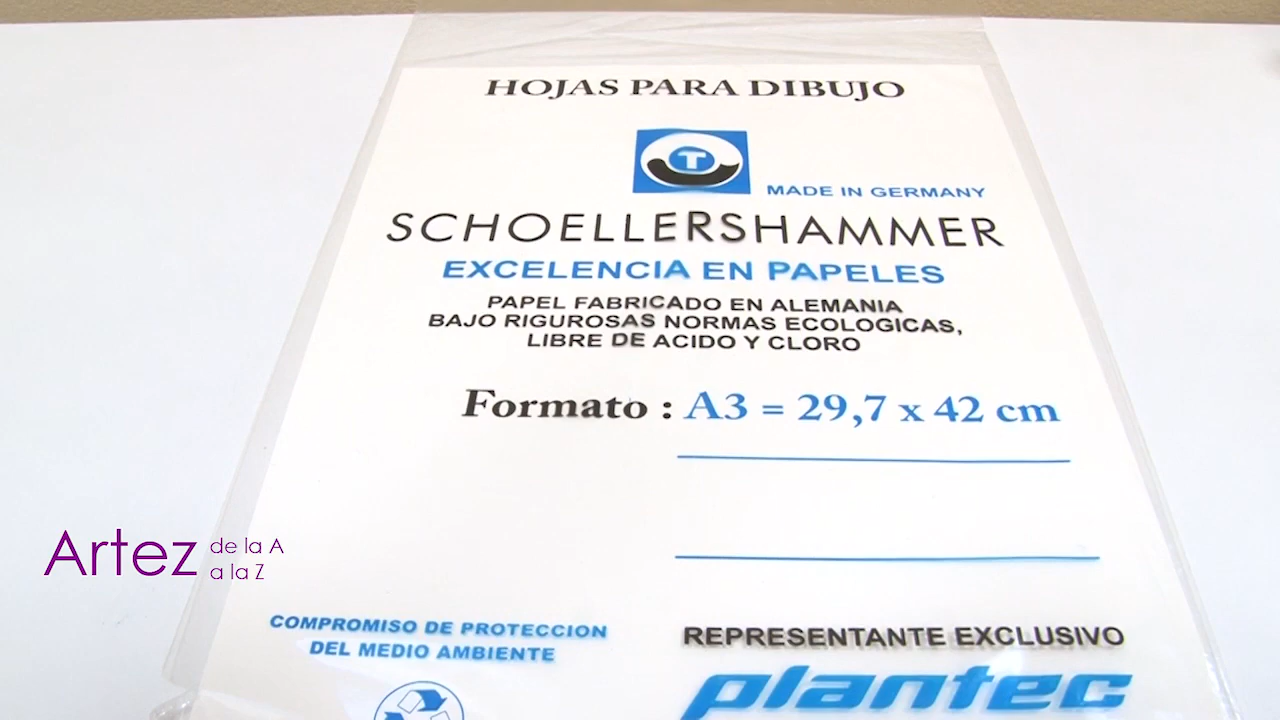 HOJAS PARA DIBUJO
T
MADE IN GERMANY
SCHOELLERSHAMMER
EXCELENCIA EN PAPELES
PAPEL FABRICADO EN ALEMANIA
BAJO RIGUROSAS NORMAS ECOLOGICAS,
LIBRE DE ACIDO Y CLORO
Formato : A3 = 29,7 x 42 cm
Artez de la A
a la Z
COMPROMISO DE PROTECCION
DEL MEDIO AMBIENTE
REPRESENTANTE EXCLUSIVO
plantec